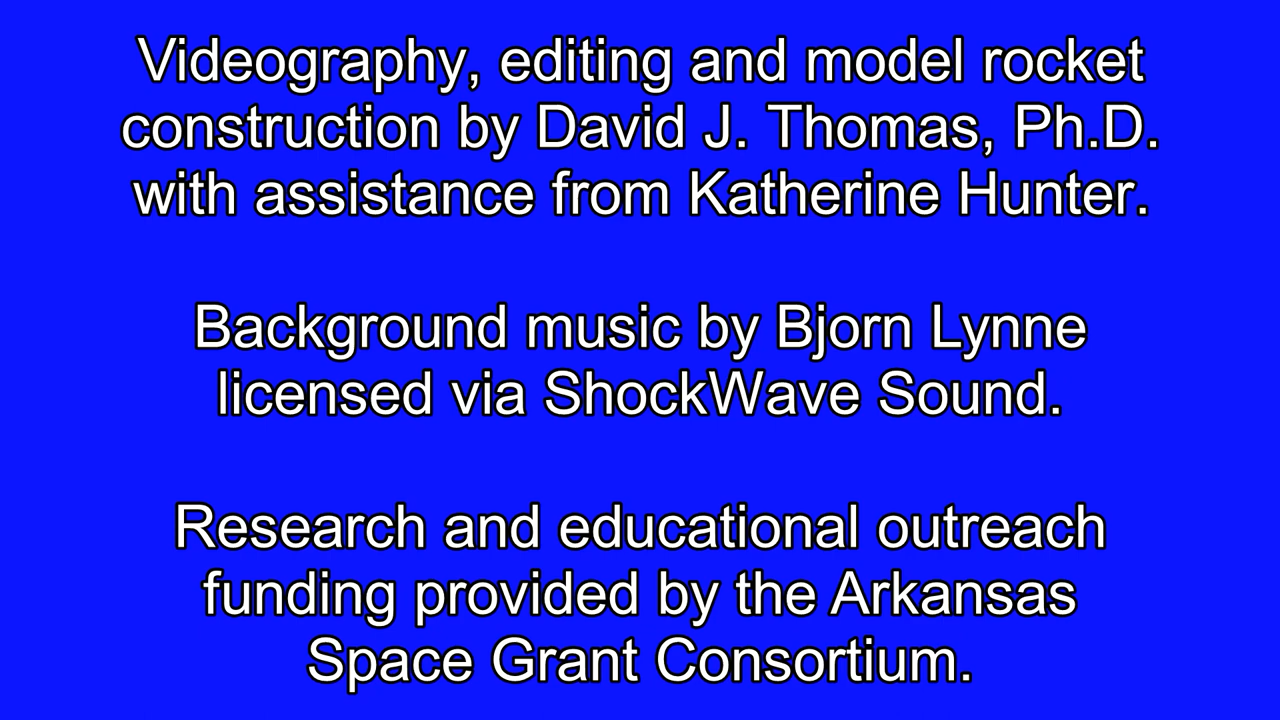 Videography, editing and model rocket
construction by David J. Thomas, Ph.D.
with assistance from Katherine Hunter.
Background music by Bjorn Lynne
licensed via ShockWave Sound.
Research and educational outreach
funding provided by the Arkansas
Space Grant Consortium.